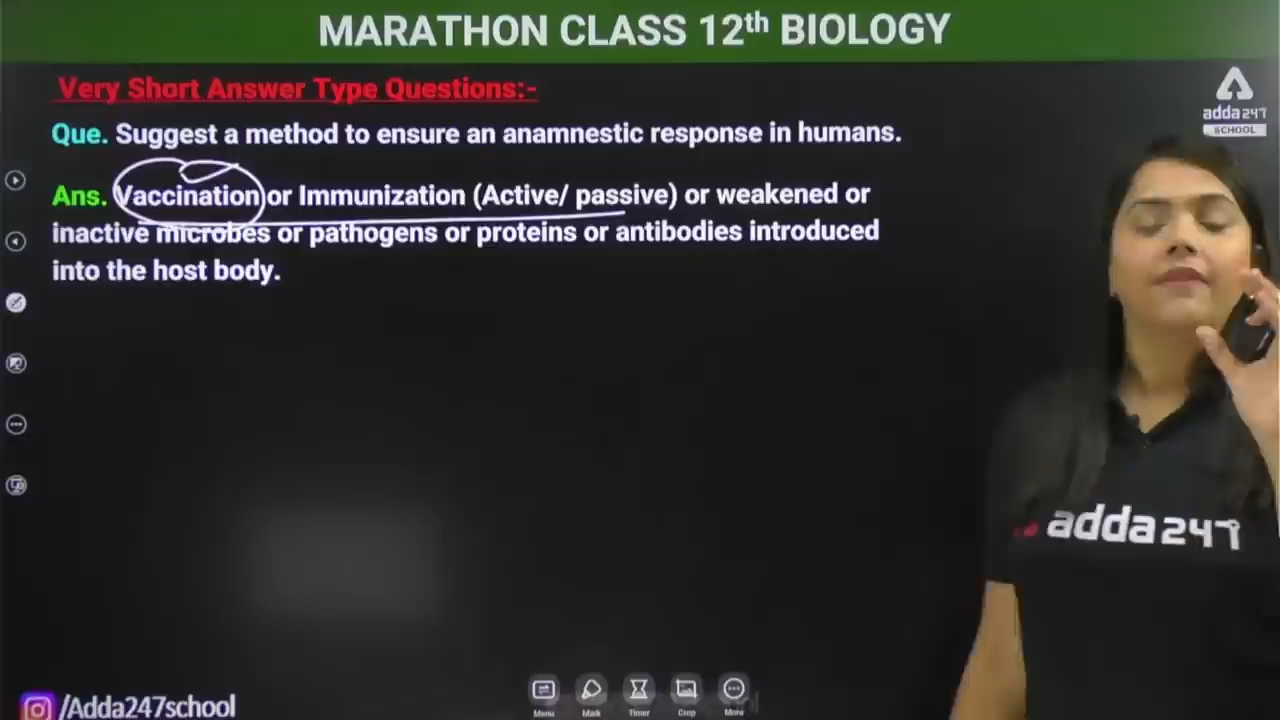 MARATHON CLASS 12th BIOLOGY
Very Short Answer Type Questions:-
adda247
SCHOOL
Que. Suggest a method to ensure an anamnestic response in humans.
Ans. Vaccination or Immunization (Active/ passive) or weakened or
inactive microbes or pathogens or proteins or antibodies introduced
into the host body.
adda247
Menu
Mark
Timer
Crop
More
/Adda247school